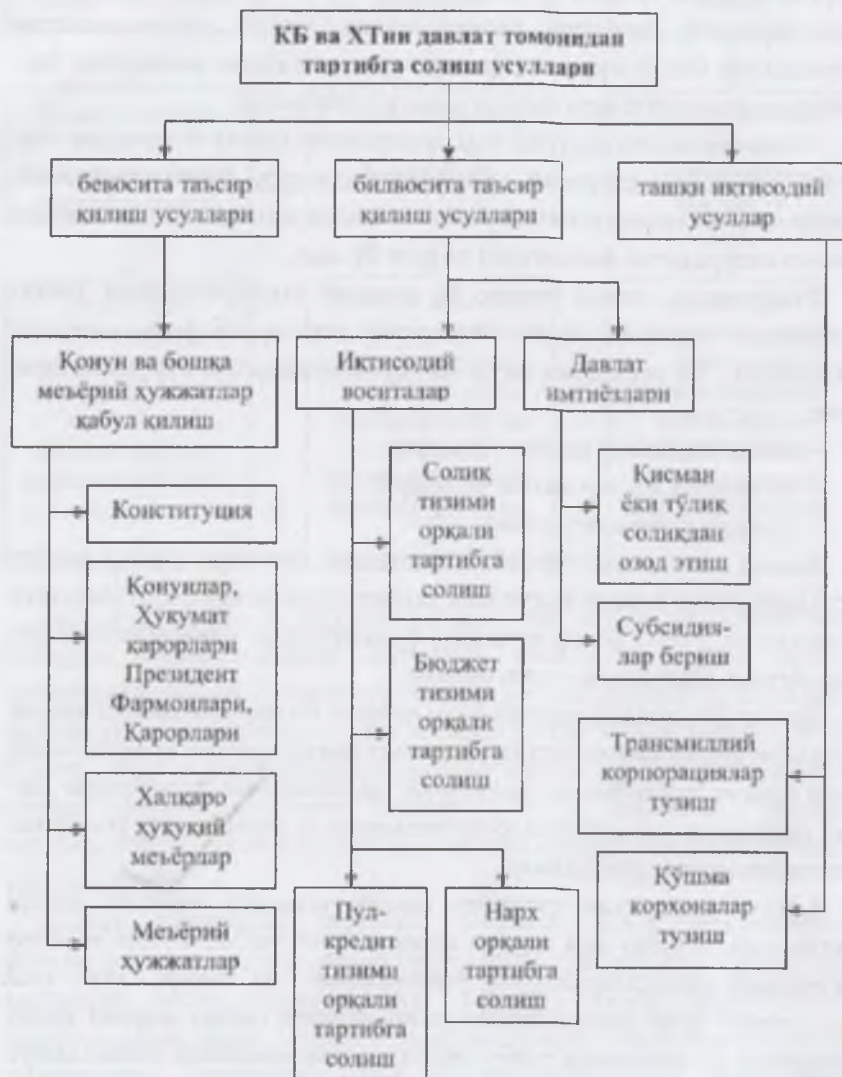 КБ ва ХТни давлат томонидан
тартибга солиш усуллари
бевосита таъсир
қилиш усуллари
билвосита таъсир
қилиш усуллари
ташқи иқтисодий
усуллар
Қонун ва бошқа
меъёрий ҳужжатлар
қабул қилиш
Иқтисодий
воситалар
Давлат
имтиёзлари
Конституция
Қонунлар,
Ҳукумат
қарорлари
Президент
Фармонлари,
Қарорлари
Халқаро
ҳуқуқий
меъёрлар
Меъёрий
ҳужжатлар
Солиқ
тизими
орқали
тартибга
солиш
Бюджет
тизими
орқали
тартибга
солиш
Пул-
кредит
тизими
орқали
тартибга
солиш
Нарх
орқали
тартибга
солиш
Қисман
ёки тўлиқ
солиқдан
озод этиш
Субсидия-
лар бериш
Трансмиллий
корпорациялар
тузиш
Қўшма
корхоналар
тузиш